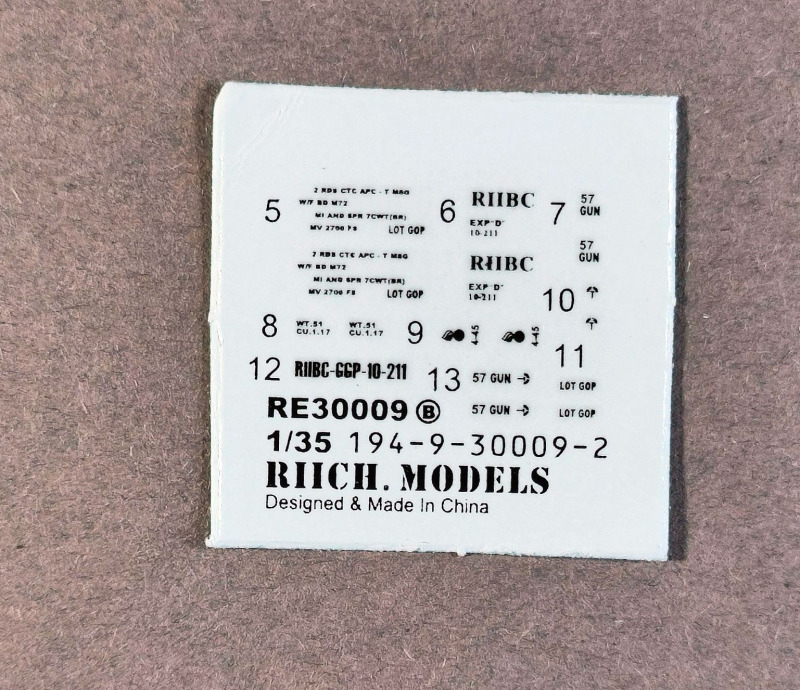 5
2 RDS CTC APC - T M86
W/F BD M72
MI AND SPR 7CWT(BR)
MV 2700 FS LOT GOP
6
RIIBC
EXP D
10-211
7
57
GUN
2 RDS CTC APC - T M86
W/F BD M72
MI AND SPR 7CWT(BR)
MV 2700 FS LOT GOP
RIIBC
EXP D
10-211
57
GUN
10
8
WT.51
CU.1.17
WT.51
CU.1.17
9
4-45
4-45
11
12 RIIBC-GGP-10-211
13 57 GUN
LOT GOP
57 GUN
LOT GOP
RE30009 B
1/35 194-9-30009-2
RIICH. MODELS
Designed & Made In China